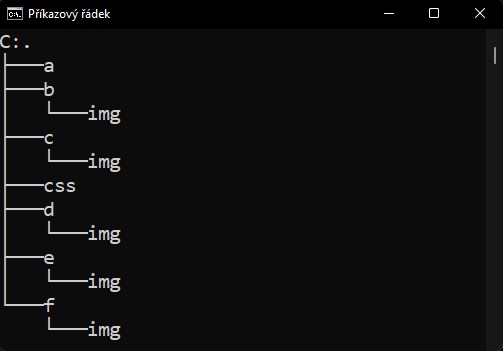 Příkazový řádek
C:.
├───a
├───b
│   └───img
├───c
│   └───img
├───css
├───d
│   └───img
├───e
│   └───img
└───f
    └───img